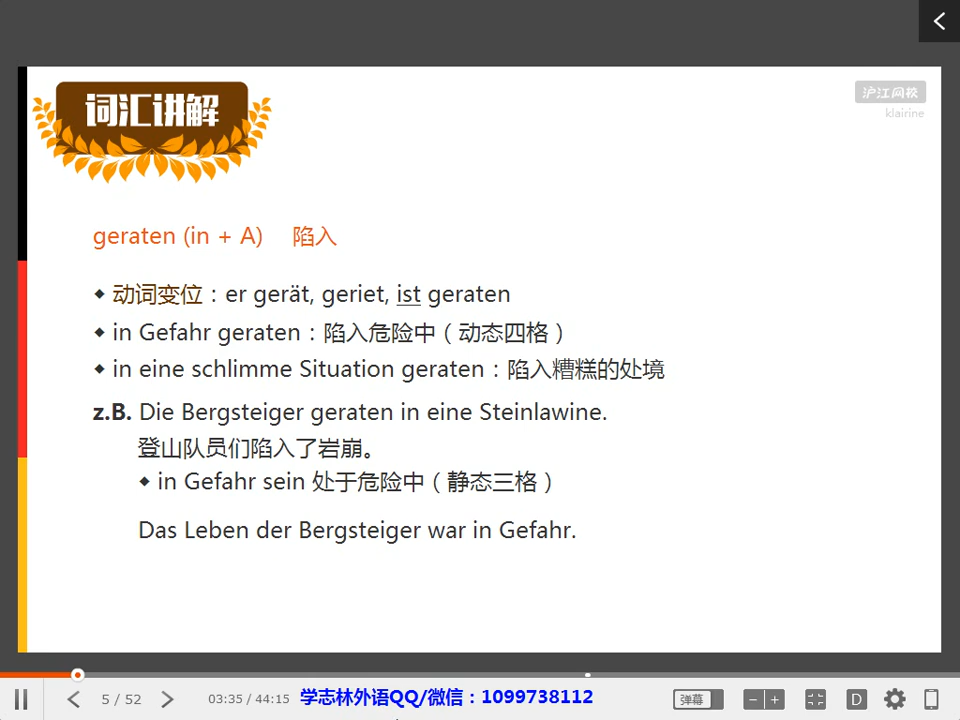 词汇讲解
沪江网校
klairine
geraten (in + A) 陷入
◆ 动词变位：er gerät, geriet, ist geraten
◆ in Gefahr geraten：陷入危险中（动态四格）
◆ in eine schlimme Situation geraten：陷入糟糕的处境
z.B. Die Bergsteiger geraten in eine Steinlawine.
登山队员们陷入了岩崩。
◆ in Gefahr sein 处于危险中（静态三格）
Das Leben der Bergsteiger war in Gefahr.
5 / 52 03:35 / 44:15 学志林外语QQ/微信：1099738112 弹幕 D